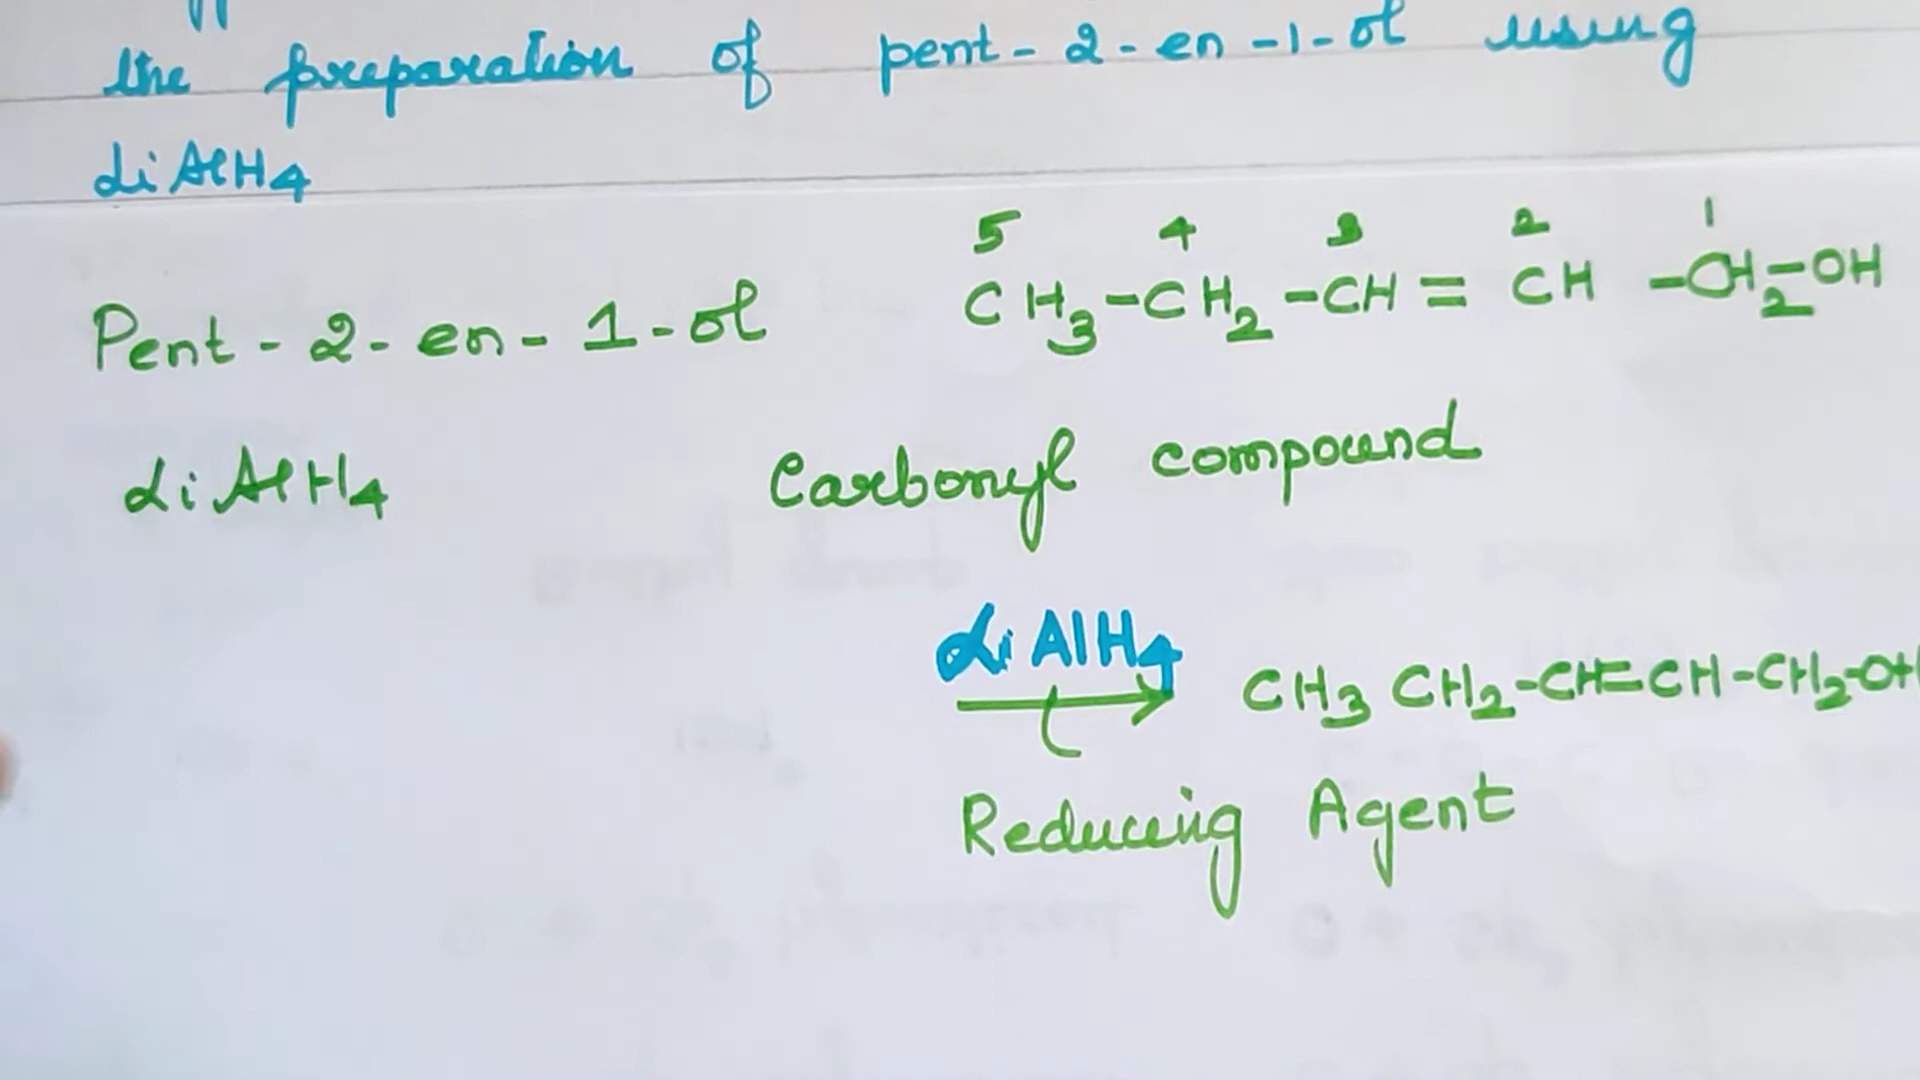 the preparation of pent-2-en-1-ol using
LiAlH4
5 4 3 2 1
Pent-2-en-1-ol CH3-CH2-CH=CH-CH2-OH
LiAlH4 Carbonyl compound
LiAlH4
CH3 CH2-CH=CH-CH2-OH
Reducing Agent